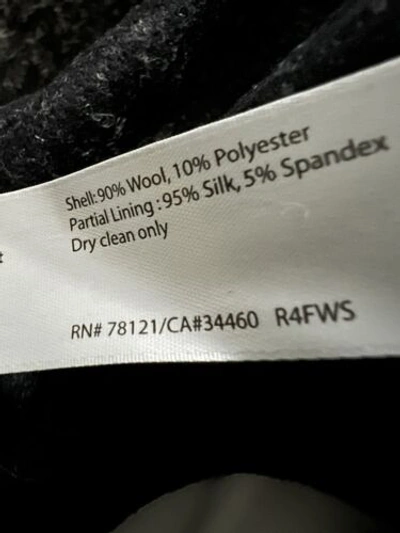 Shell:90% Wool, 10% Polyester
Partial Lining :95% Silk, 5% Spandex
Dry clean only
RN# 78121/CA#34460 R4FWS